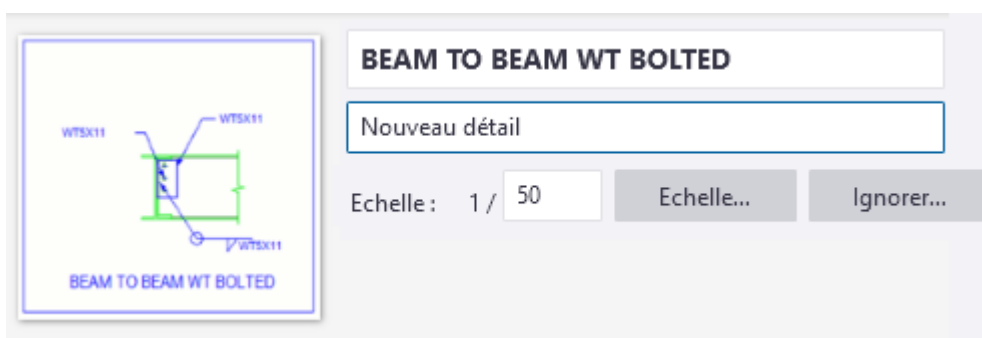 WT5X11
WT5X11
WT5X11
BEAM TO BEAM WT BOLTED
BEAM TO BEAM WT BOLTED
Nouveau détail
Echelle : 1 / 50 Echelle... Ignorer...